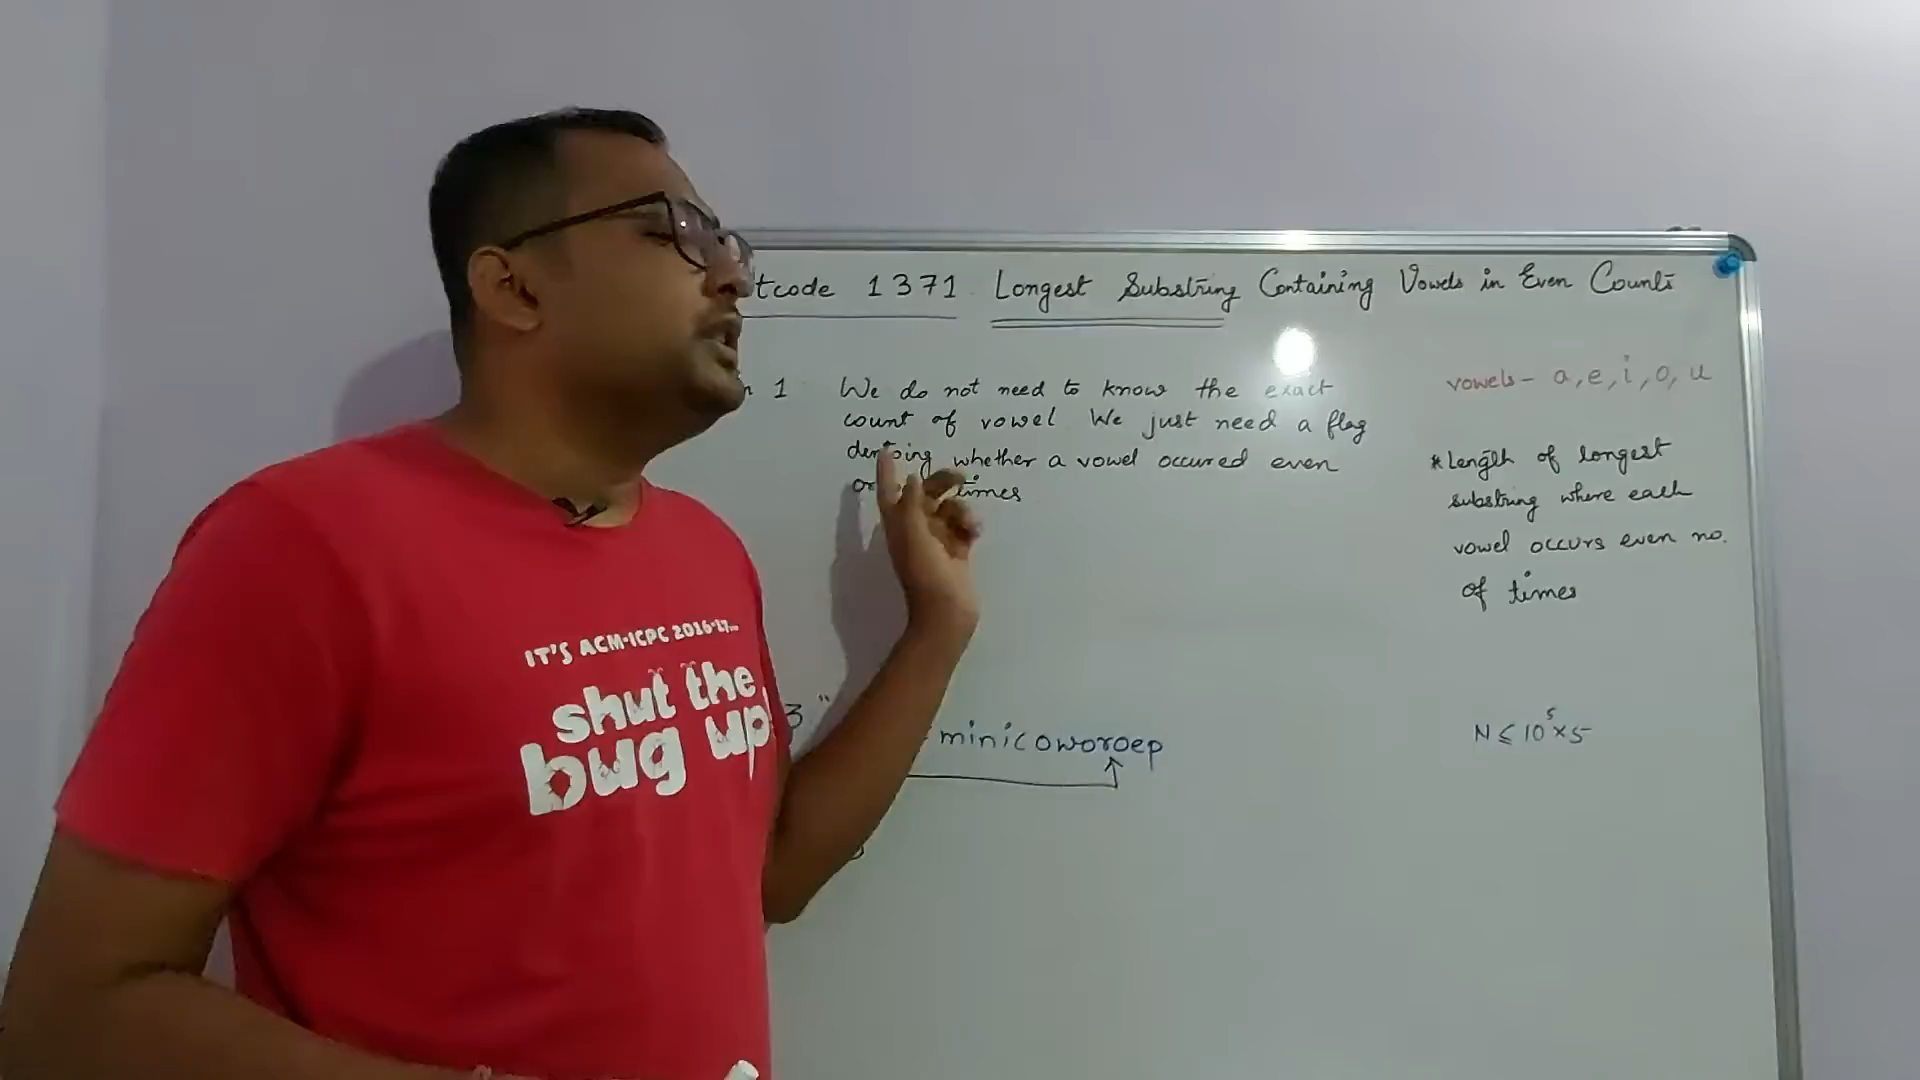 tcode 1371 Longest Substring Containing Vowels in Even Counts
1 We do not need to know the exact
count of vowel. We just need a flag
whether a vowel occured even
times
vowels - a, e, i, o, u
*Length of longest
substring where each
vowel occurs even no.
of times
3 "
minicoworoep
N ≤ 10⁵ × 5
IT'S ACM-ICPC 2016-17...
shut the
bug up!